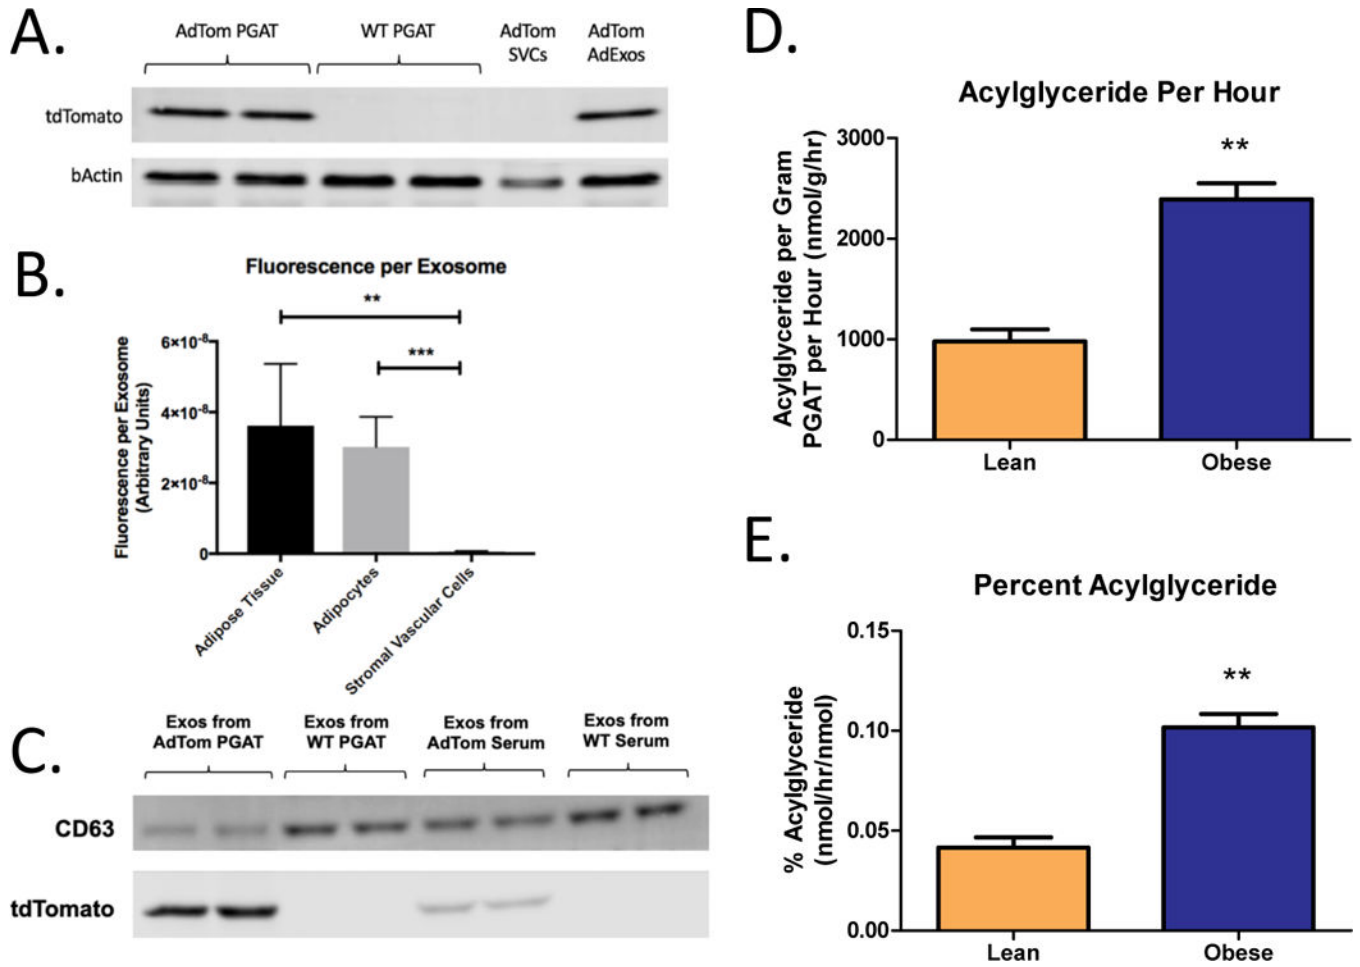 A.
AdTom PGAT
WT PGAT
AdTom
SVCs
AdTom
AdExos
tdTomato
bActin
B.
Fluorescence per Exosome
**
***
Fluorescence per Exosome
(Arbitrary Units)
6×10⁻⁸
4×10⁻⁸
2×10⁻⁸
0
Adipose Tissue
Adipocytes
Stromal Vascular Cells
C.
Exos from
AdTom PGAT
Exos from
WT PGAT
Exos from
AdTom Serum
Exos from
WT Serum
CD63
tdTomato
D.
Acylglyceride Per Hour
Acylglyceride per Gram
PGAT per Hour (nmol/g/hr)
3000
2000
1000
0
**
Lean
Obese
E.
Percent Acylglyceride
% Acylglyceride
(nmol/hr/nmol)
0.15
0.10
0.05
0.00
**
Lean
Obese